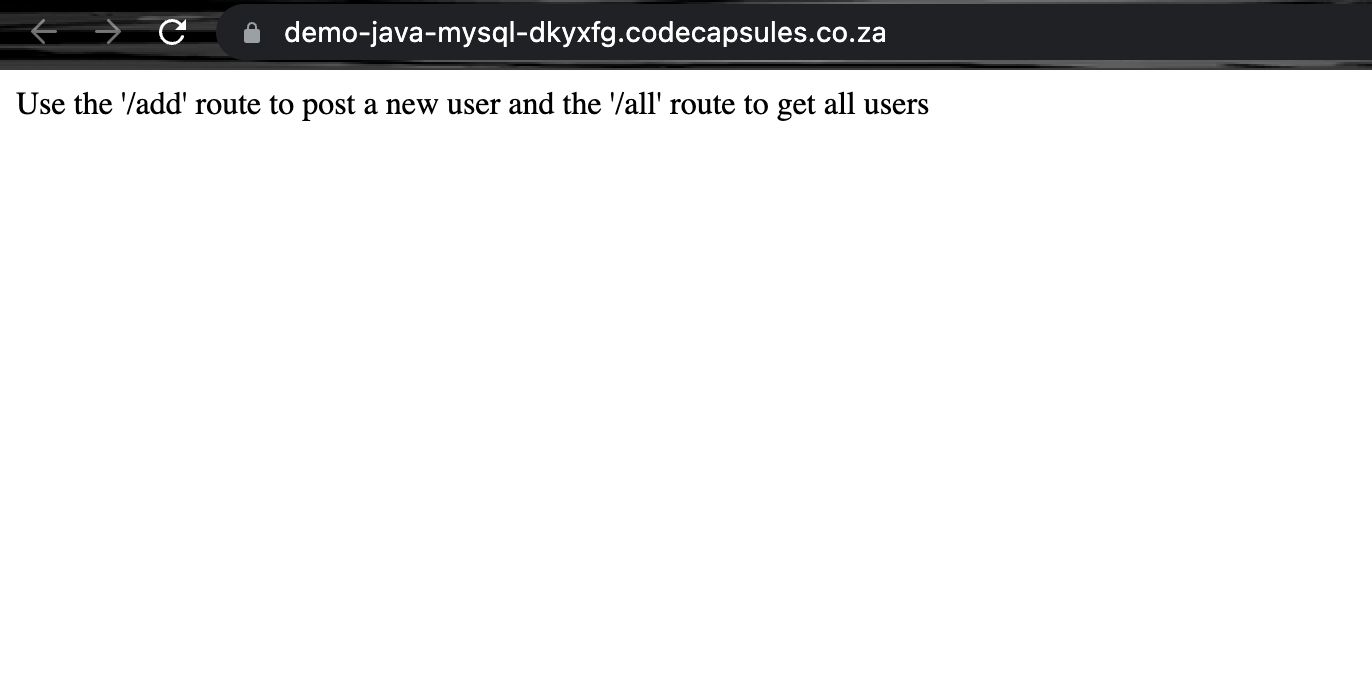 demo-java-mysql-dkyxfg.codecapsules.co.za
Use the '/add' route to post a new user and the '/all' route to get all users